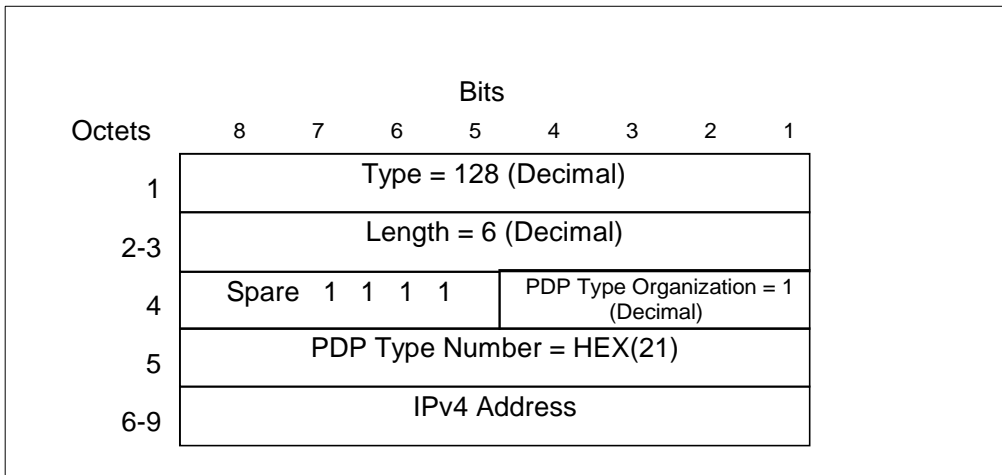 Bits
Octets 8 7 6 5 4 3 2 1
1 Type = 128 (Decimal)
2-3 Length = 6 (Decimal)
4 Spare 1 1 1 1 PDP Type Organization = 1
(Decimal)
5 PDP Type Number = HEX(21)
6-9 IPv4 Address